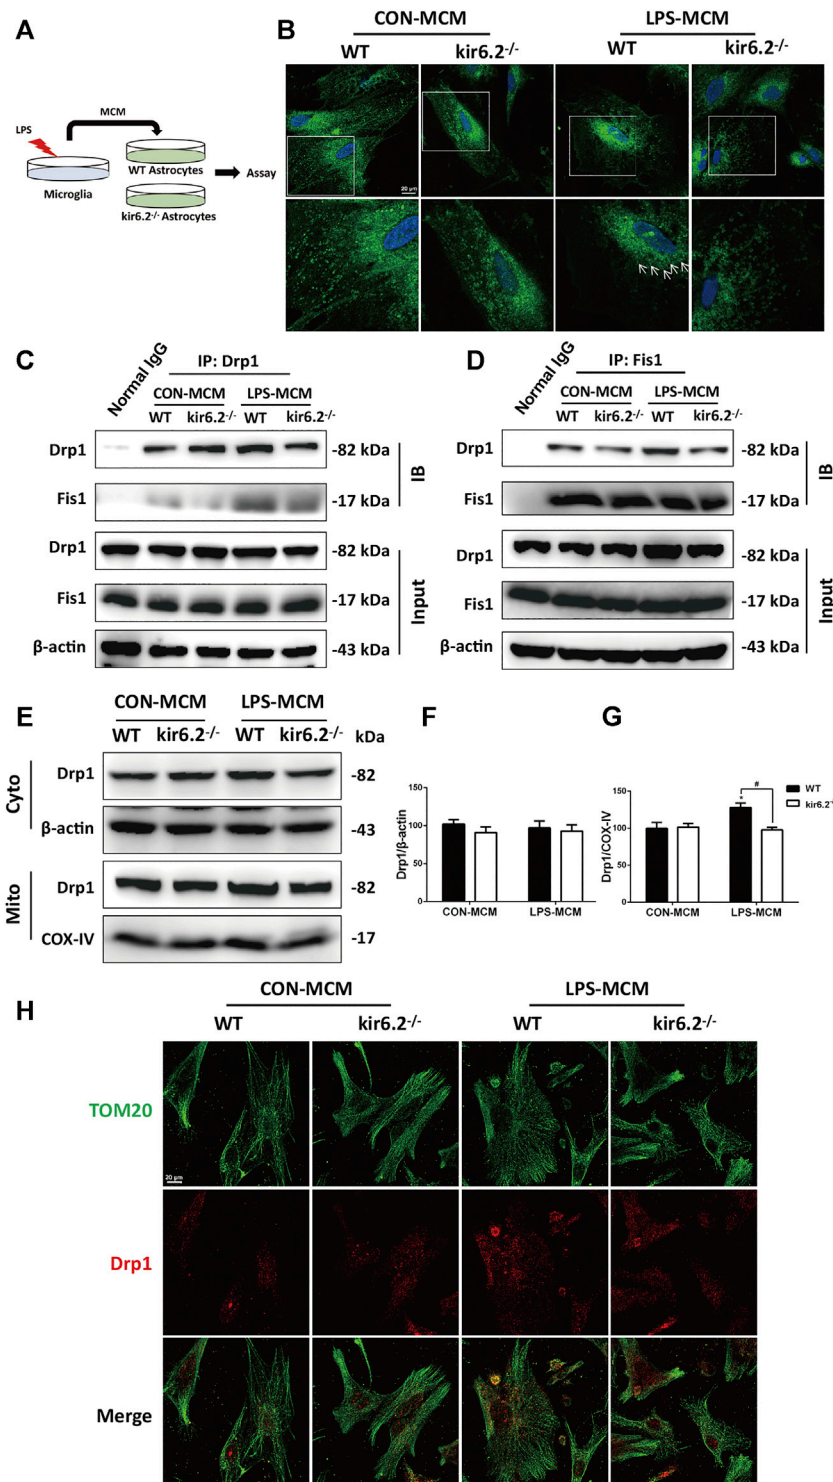 A
LPS
MCM
Microglia
WT Astrocytes
kir6.2-/- Astrocytes
Assay
B
CON-MCM LPS-MCM
WT kir6.2-/- WT kir6.2-/-
20 μm
C
Normal IgG
IP: Drp1
CON-MCM LPS-MCM
WT kir6.2-/- WT kir6.2-/-
Drp1 -82 kDa
Fis1 -17 kDa
IB
Drp1 -82 kDa
Fis1 -17 kDa
β-actin -43 kDa
Input
D
Normal IgG
IP: Fis1
CON-MCM LPS-MCM
WT kir6.2-/- WT kir6.2-/-
Drp1 -82 kDa
Fis1 -17 kDa
IB
Drp1 -82 kDa
Fis1 -17 kDa
β-actin -43 kDa
Input
E
CON-MCM LPS-MCM
WT kir6.2-/- WT kir6.2-/- kDa
Cyto
Drp1 -82
β-actin -43
Mito
Drp1 -82
COX-IV -17
F
Drp1/β-actin
150
100
50
0
CON-MCM LPS-MCM
G
Drp1/COX-IV
150
100
50
0
* #
CON-MCM LPS-MCM
WT
kir6.2-/
H
CON-MCM LPS-MCM
WT kir6.2-/- WT kir6.2-/-
TOM20
20 μm
Drp1
Merge